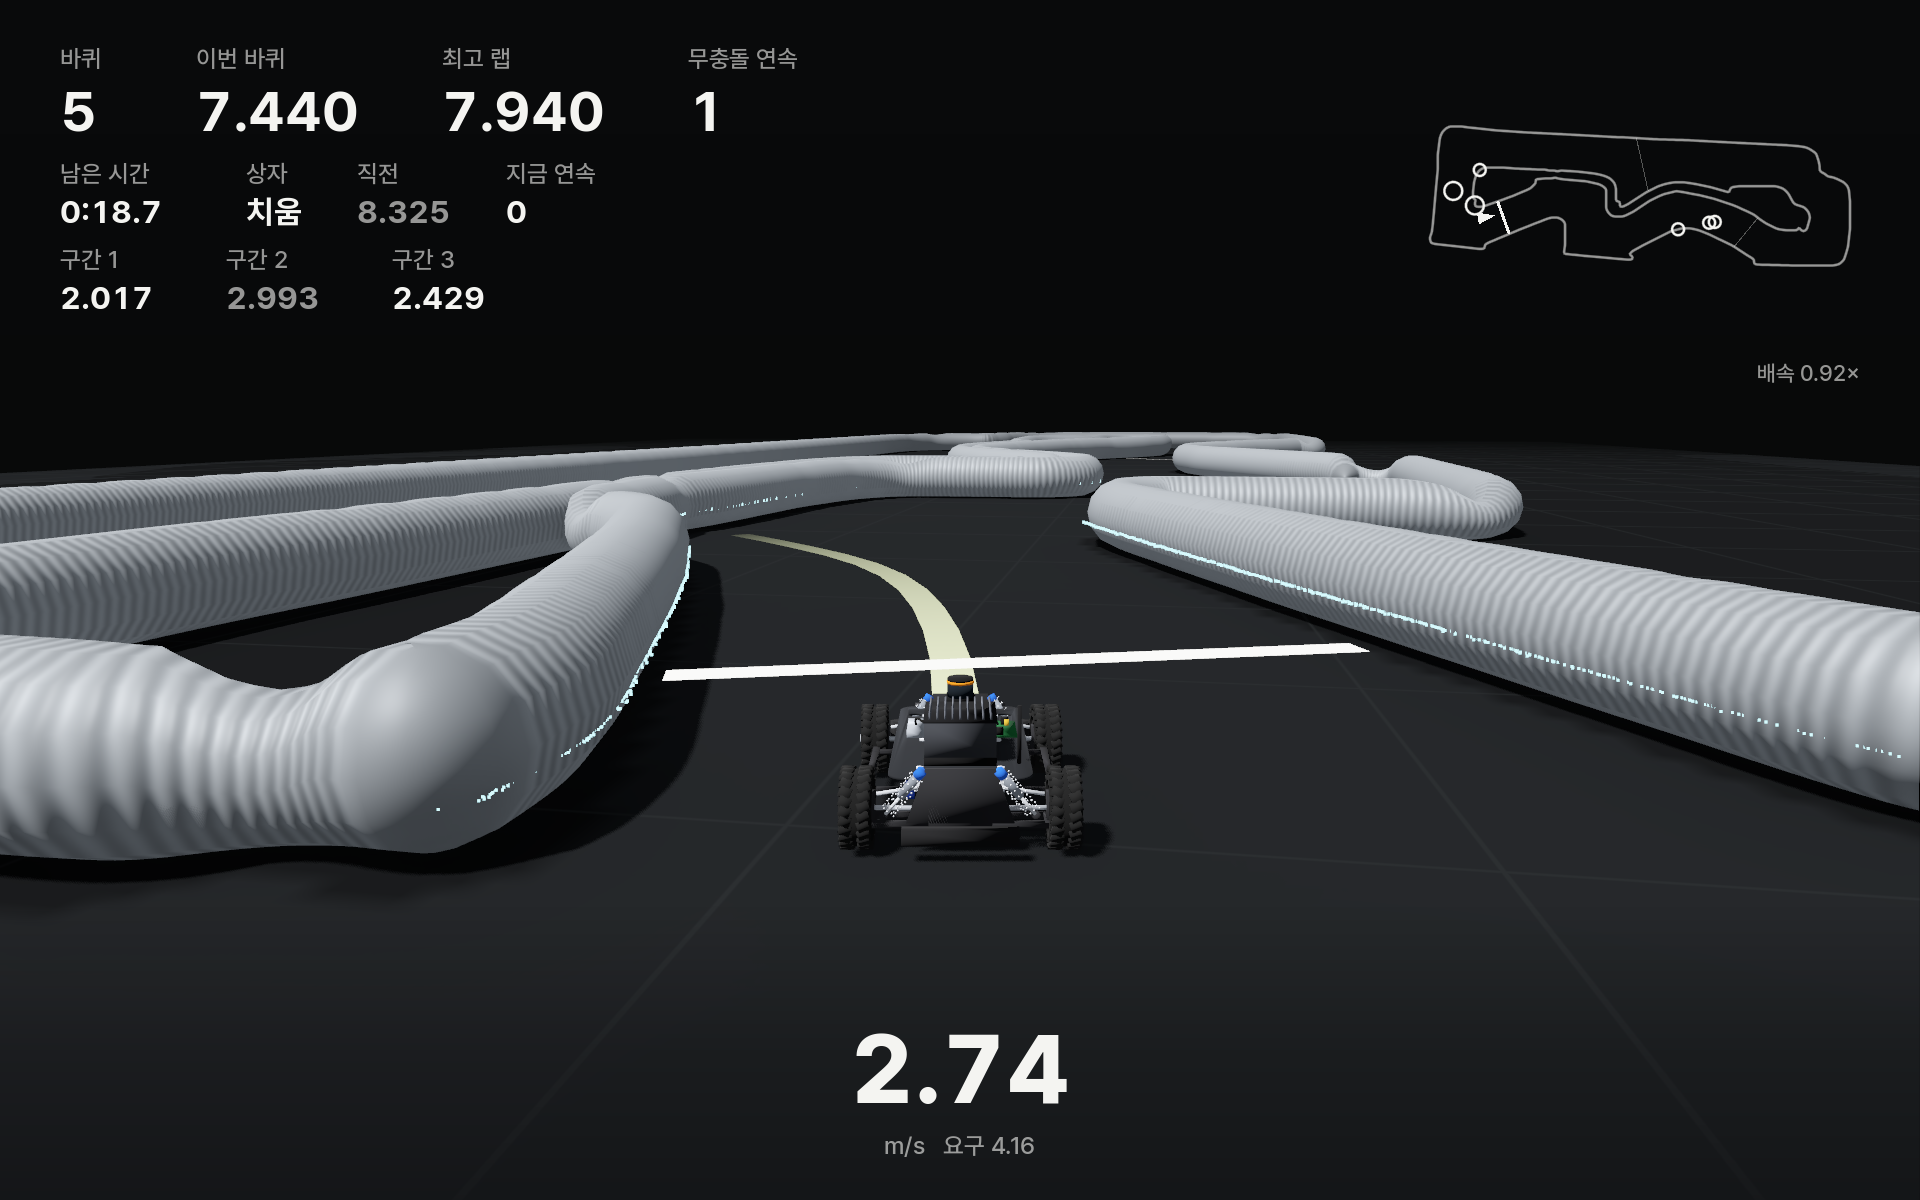 바퀴 이번 바퀴 최고 랩 무충돌 연속
5 7.440 7.940 1
남은 시간 상자 직전 지금 연속
0:18.7 치움 8.325 0
구간 1 구간 2 구간 3
2.017 2.993 2.429
배속 0.92×
2.74
m/s 요구 4.16